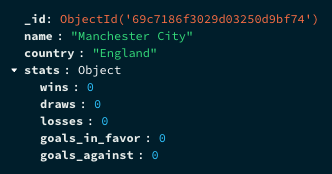 _id: ObjectId('69c7186f3029d03250d9bf74')
name: "Manchester City"
country: "England"
stats: Object
wins: 0
draws: 0
losses: 0
goals_in_favor: 0
goals_against: 0